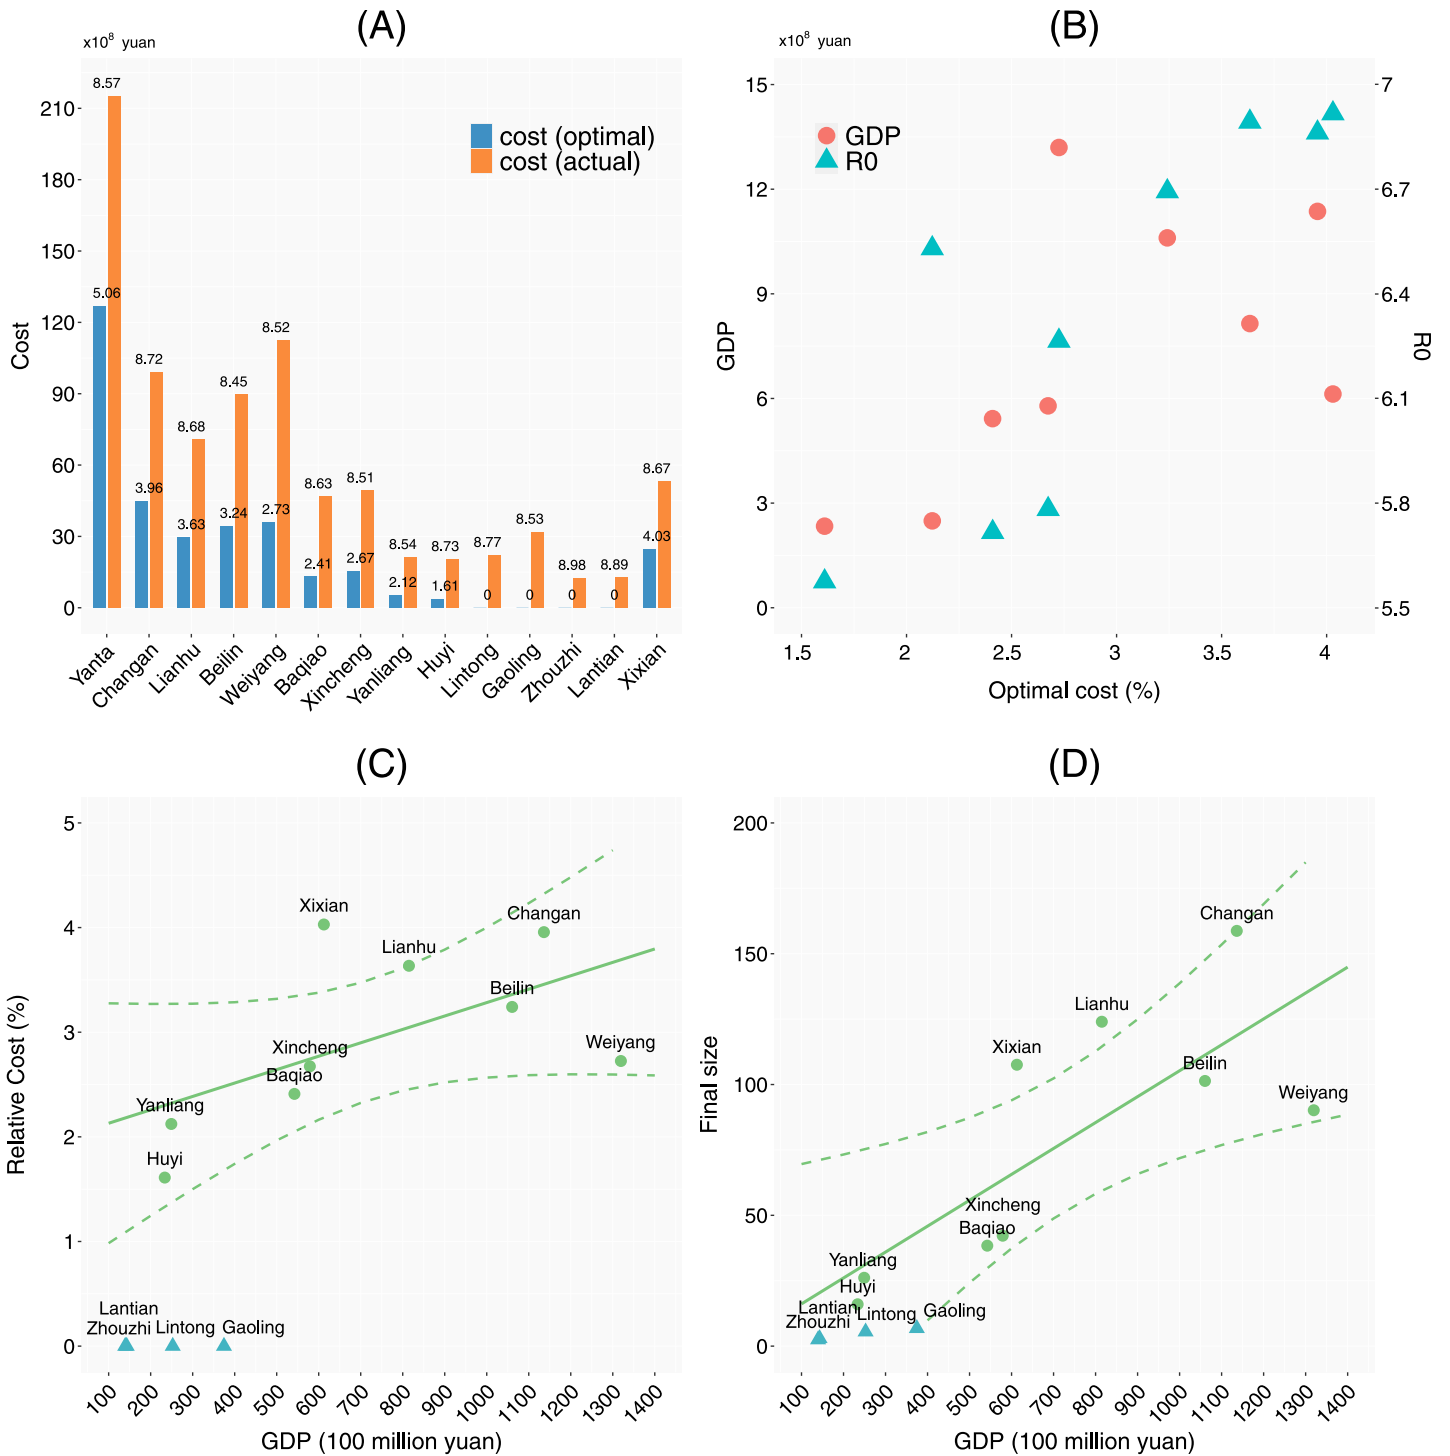 (A)
x10⁸ yuan
Cost
210
180
150
120
90
60
30
0
cost (optimal)
cost (actual)
8.57
5.06
8.72
3.96
8.68
3.63
8.45
3.24
8.52
2.73
8.63
2.41
8.51
2.67
8.54
2.12
8.73
1.61
8.77
0
8.53
0
8.98
0
8.89
0
8.67
4.03
Yanta
Changan
Lianhu
Beilin
Weiyang
Baqiao
Xincheng
Yanliang
Huyi
Lintong
Gaoling
Zhouzhi
Lantian
Xixian
(B)
x10⁸ yuan
GDP
15
12
9
6
3
0
GDP
R0
7
6.7
6.4
6.1
5.8
5.5
R0
1.5
2
2.5
3
3.5
4
Optimal cost (%)
(C)
Relative Cost (%)
5
4
3
2
1
0
Xixian
Changan
Lianhu
Beilin
Xincheng
Weiyang
Baqiao
Yanliang
Huyi
Lantian
Zhouzhi
Lintong
Gaoling
100
200
300
400
500
600
700
800
900
1000
1100
1200
1300
1400
GDP (100 million yuan)
(D)
Final size
200
150
100
50
0
Changan
Lianhu
Xixian
Beilin
Weiyang
Xincheng
Baqiao
Yanliang
Huyi
Lantian
Zhouzhi
Lintong
Gaoling
100
200
300
400
500
600
700
800
900
1000
1100
1200
1300
1400
GDP (100 million yuan)